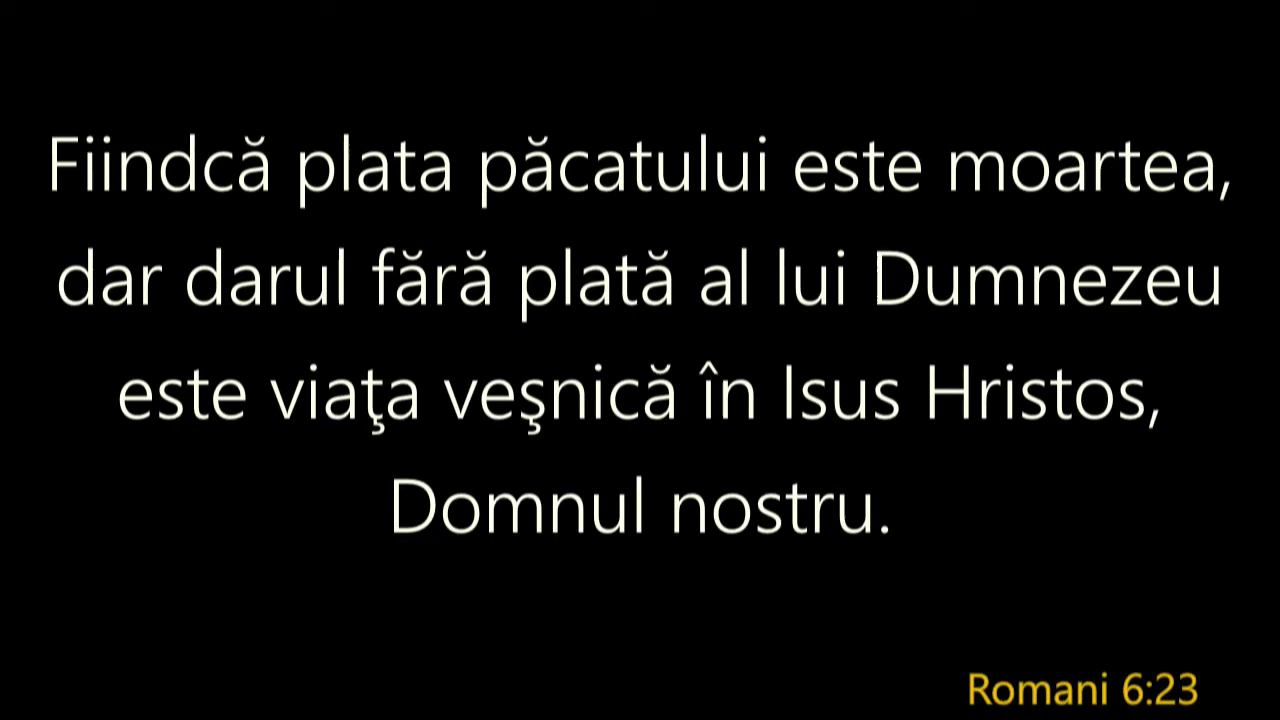 Fiindcă plata păcatului este moartea,
dar darul fără plată al lui Dumnezeu
este viaţa veşnică în Isus Hristos,
Domnul nostru.
Romani 6:23